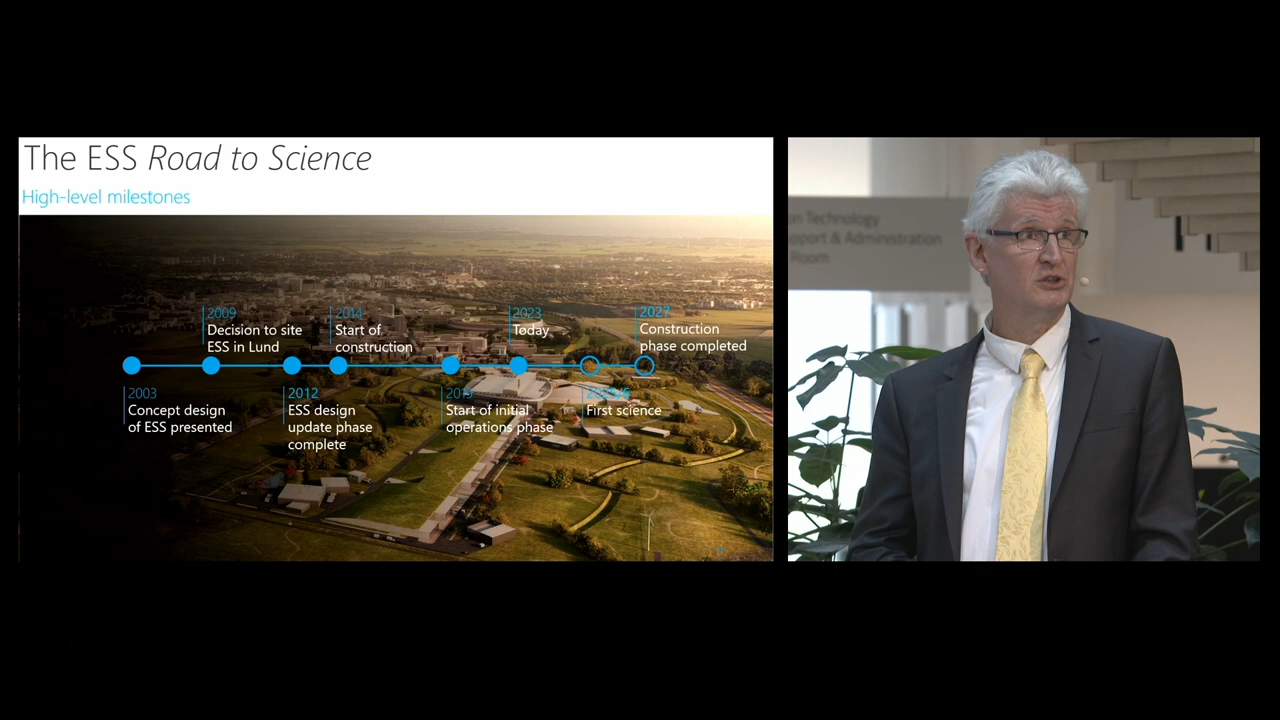 The ESS Road to Science
High-level milestones
2009
Decision to site
ESS in Lund
2014
Start of
construction
2023
Today
2027
Construction
phase completed
2003
Concept design
of ESS presented
2012
ESS design
update phase
complete
2019
Start of initial
operations phase
First science
Technology
Support & Administration
Room